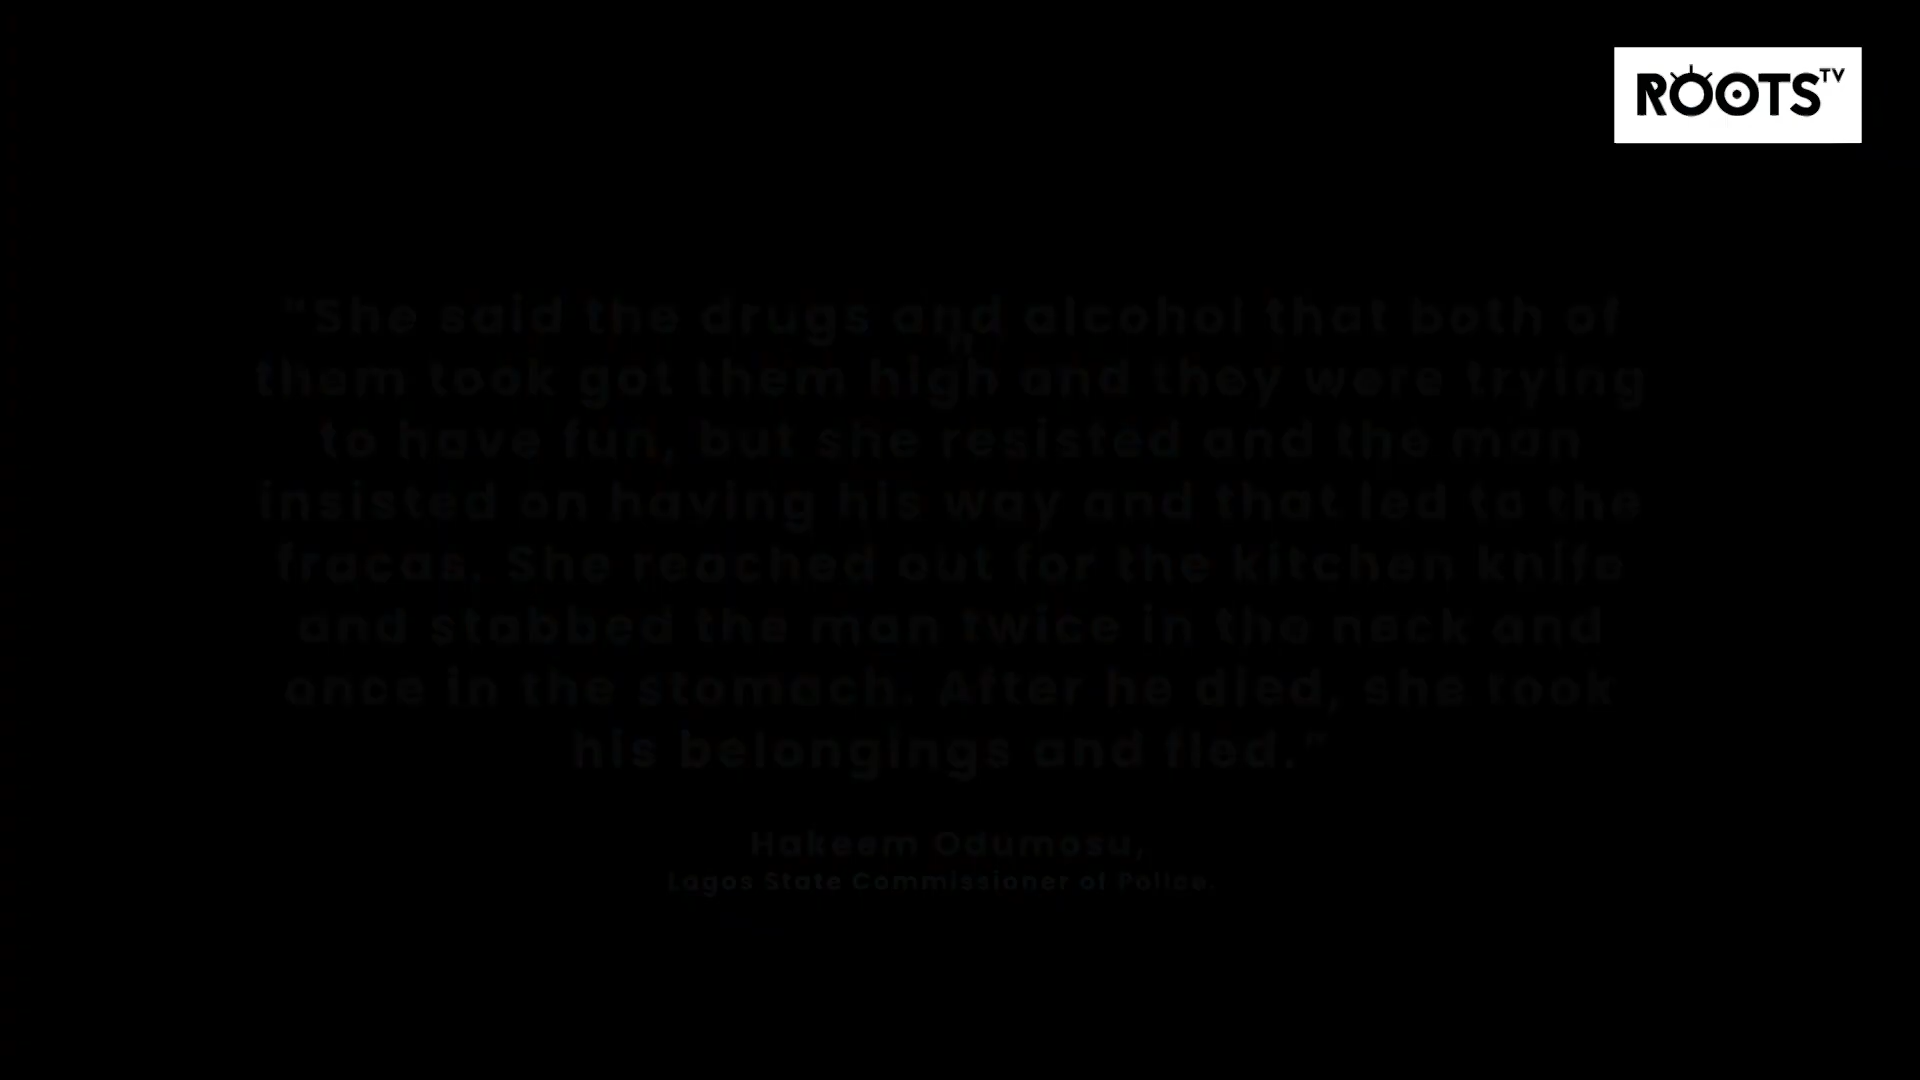 ROOTS TV
"She said the drugs and alcohol that both of
them took got them high and they were trying
to have fun, but she resisted and the man
insisted on having his way and that led to the
fracas. She reached out for the kitchen knife
and stabbed the man twice in the neck and
once in the stomach. After he died, she took
his belongings and fled."
Hakeem Odumosu,
Lagos State Commissioner of Police.